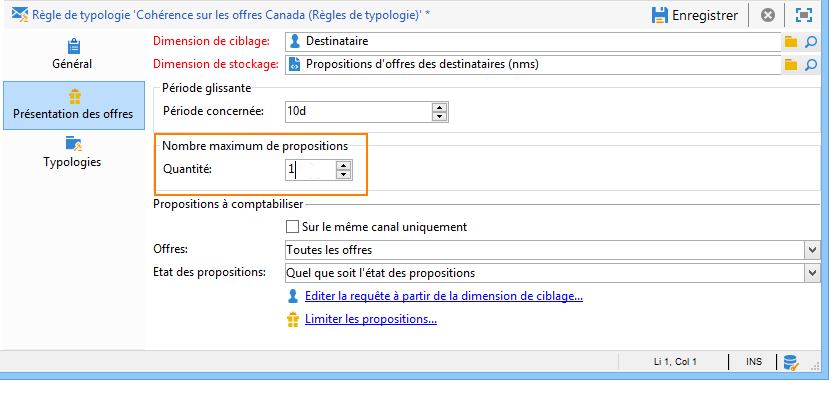 Règle de typologie 'Cohérence sur les offres Canada (Règles de typologie)' *
Enregistrer
Général
Présentation des offres
Typologies
Dimension de ciblage: Destinataire
Dimension de stockage: Propositions d'offres des destinataires (nms)
Période glissante
Période concernée: 10d
Nombre maximum de propositions
Quantité: 1
Propositions à comptabiliser
Sur le même canal uniquement
Offres: Toutes les offres
Etat des propositions: Quel que soit l'état des propositions
Editer la requête à partir de la dimension de ciblage...
Limiter les propositions...
Li 1, Col 1 INS